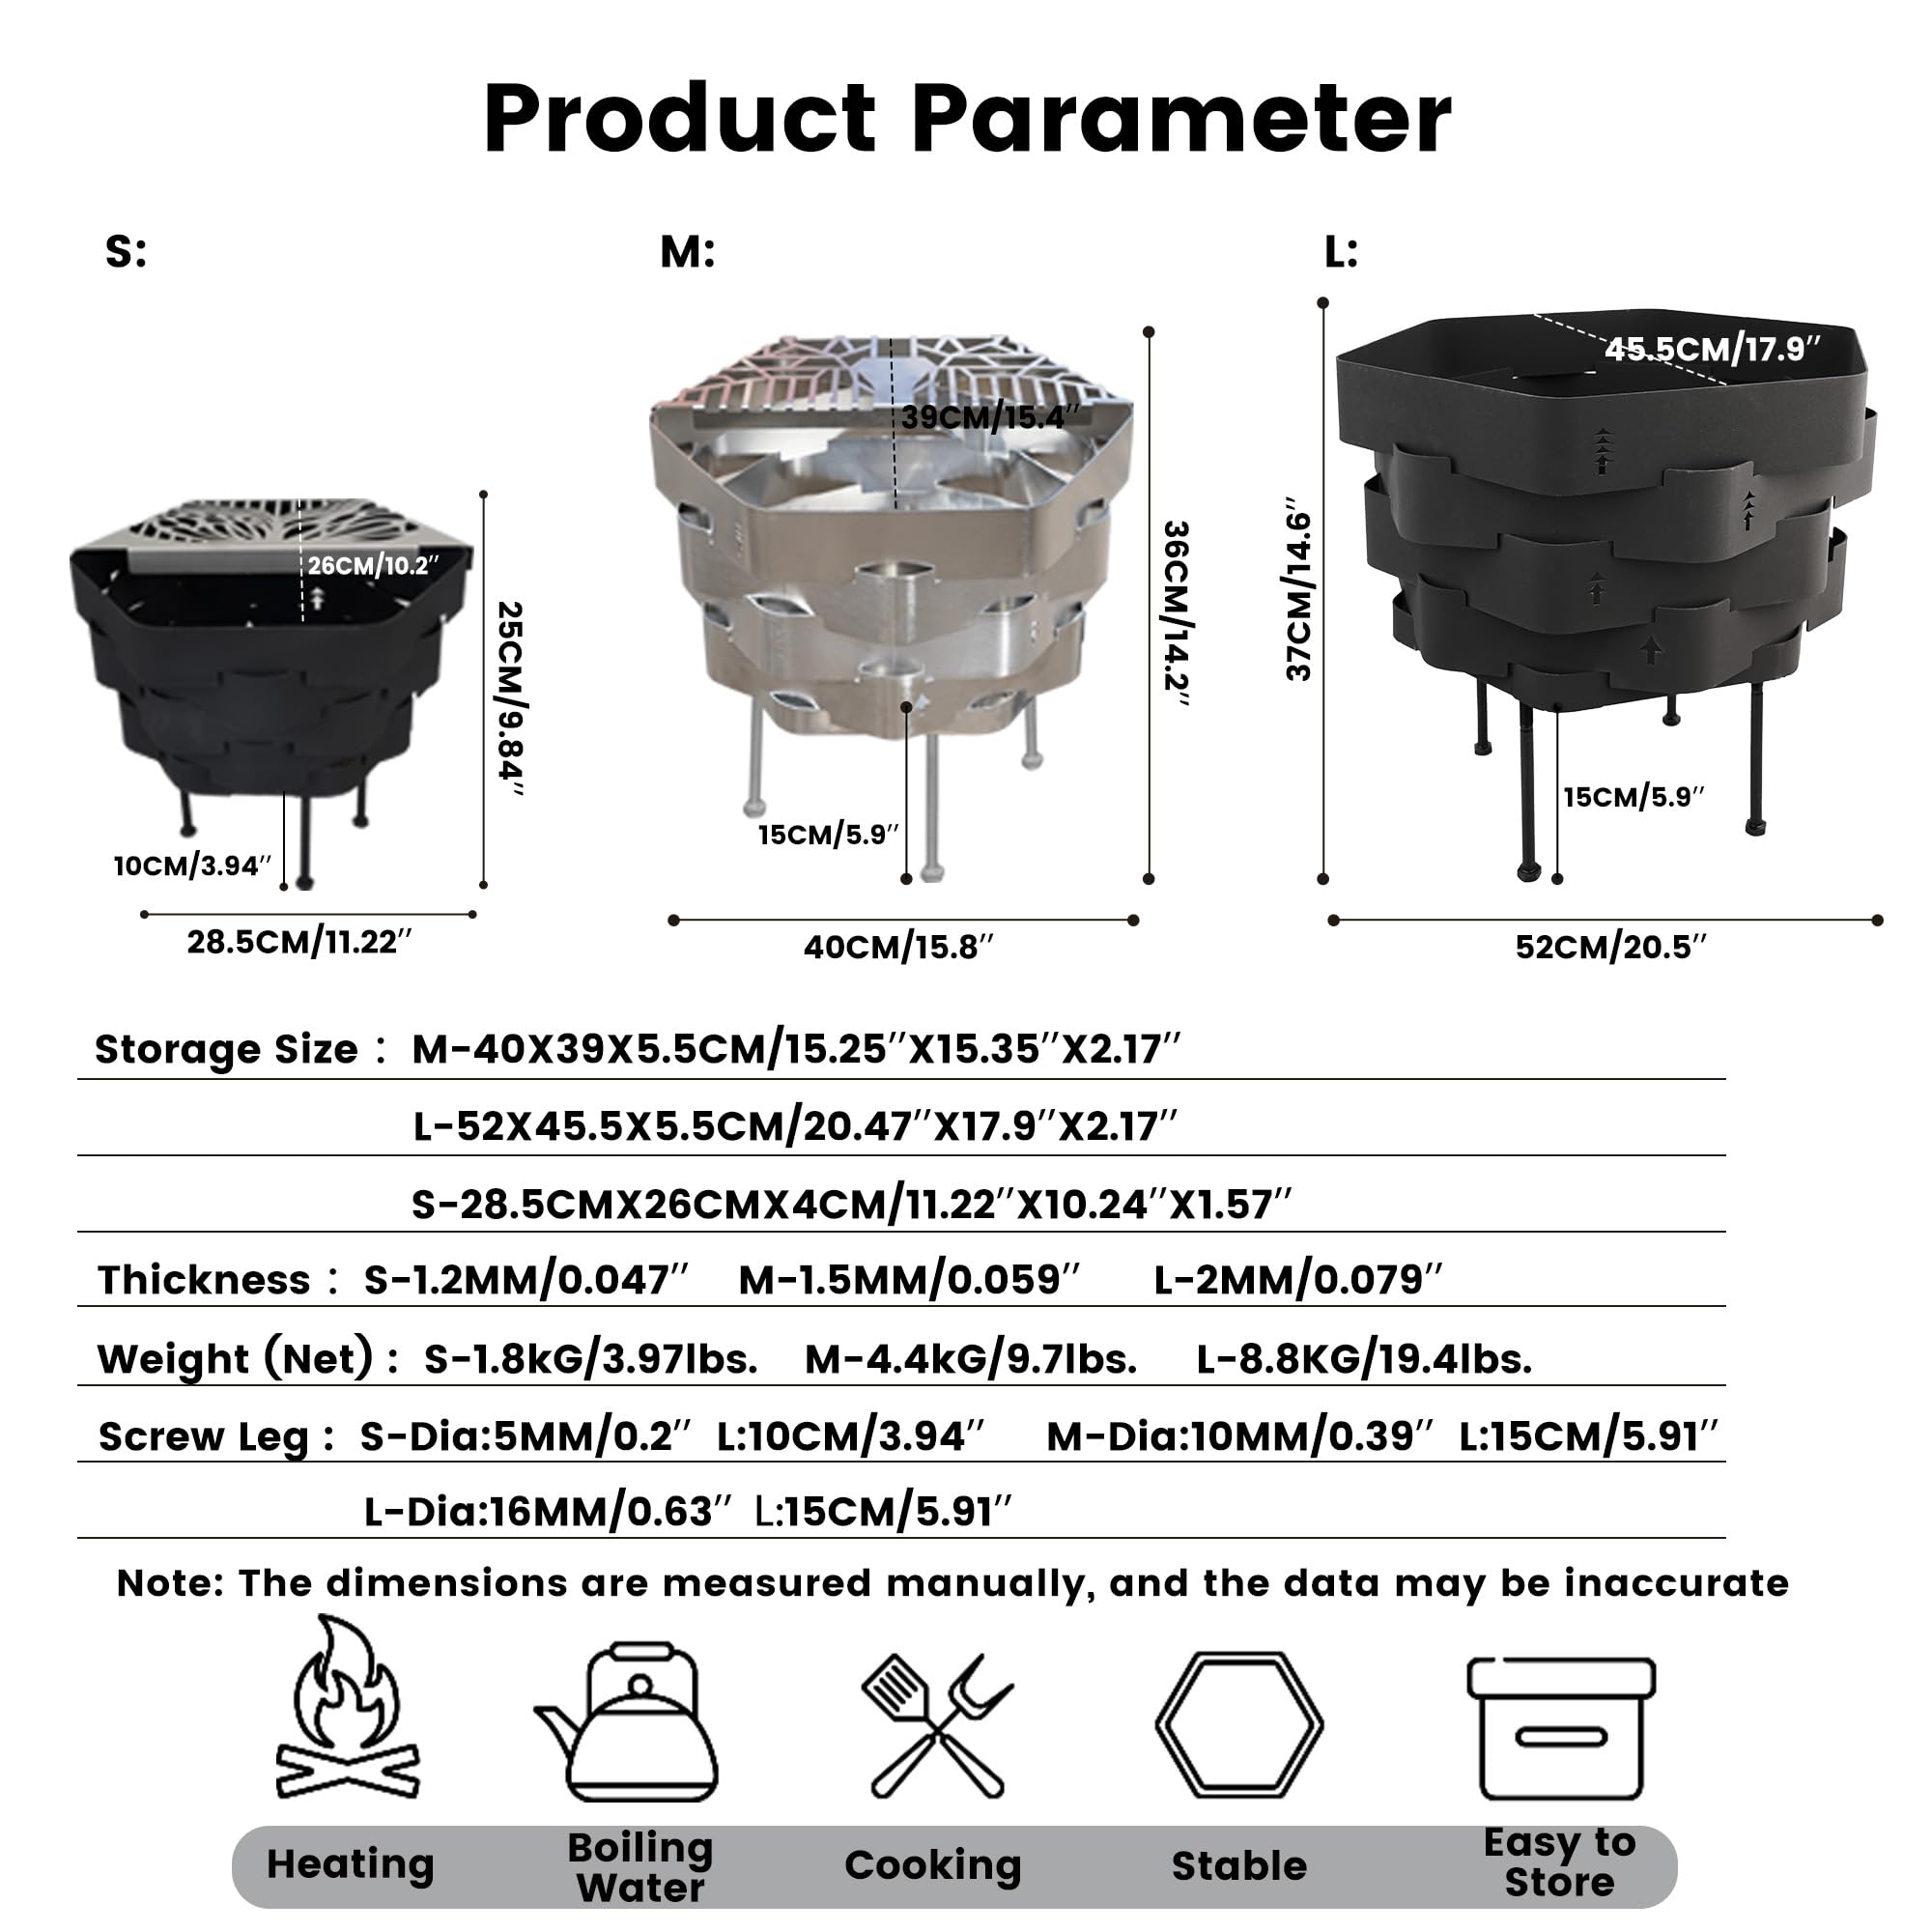 Product Parameter
S:
M:
L:
26CM/10.2″
25CM/9.84″
10CM/3.94″
28.5CM/11.22″
39CM/15.4″
36CM/14.2″
15CM/5.9″
40CM/15.8″
45.5CM/17.9″
37CM/14.6″
15CM/5.9″
52CM/20.5″
Storage Size : M-40X39X5.5CM/15.25″X15.35″X2.17″
L-52X45.5X5.5CM/20.47″X17.9″X2.17″
S-28.5CMX26CMX4CM/11.22″X10.24″X1.57″
Thickness : S-1.2MM/0.047″ M-1.5MM/0.059″ L-2MM/0.079″
Weight (Net) : S-1.8kG/3.97lbs. M-4.4kG/9.7lbs. L-8.8KG/19.4lbs.
Screw Leg : S-Dia:5MM/0.2″ L:10CM/3.94″ M-Dia:10MM/0.39″ L:15CM/5.91″
L-Dia:16MM/0.63″ L:15CM/5.91″
Note: The dimensions are measured manually, and the data may be inaccurate
Heating
Boiling
Water
Cooking
Stable
Easy to
Store